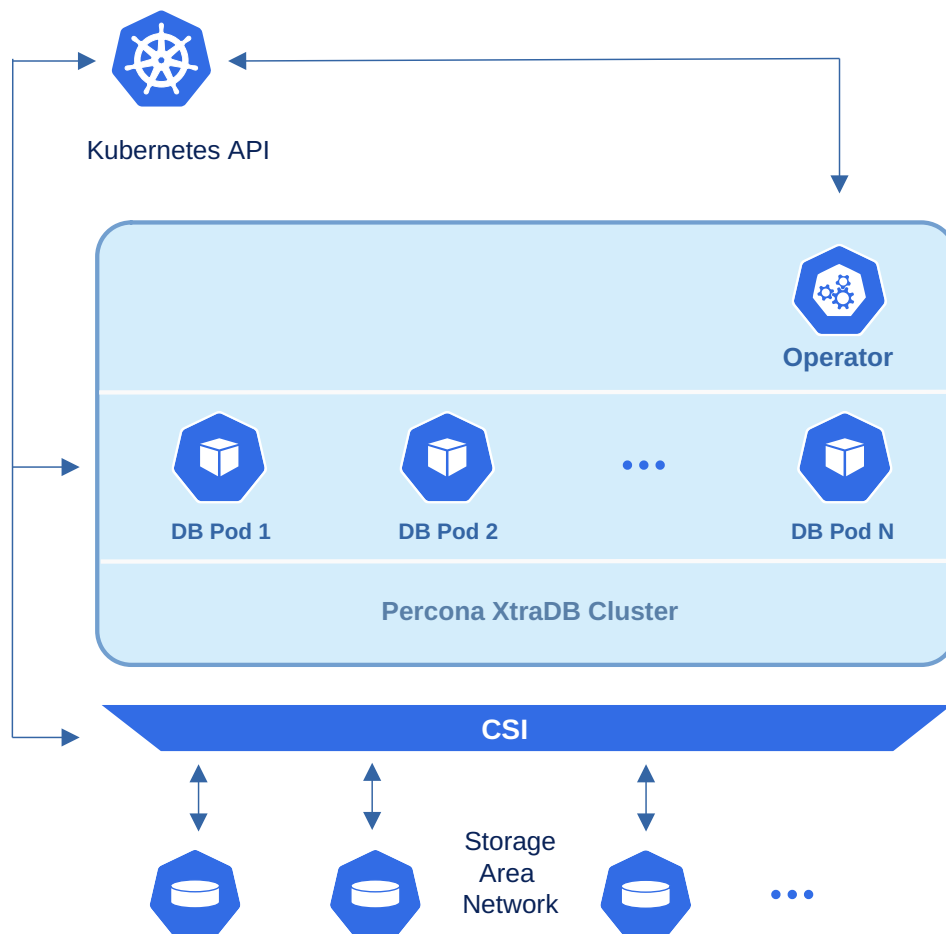 Kubernetes API
Operator
DB Pod 1
DB Pod 2
DB Pod N
Percona XtraDB Cluster
CSI
Storage
Area
Network